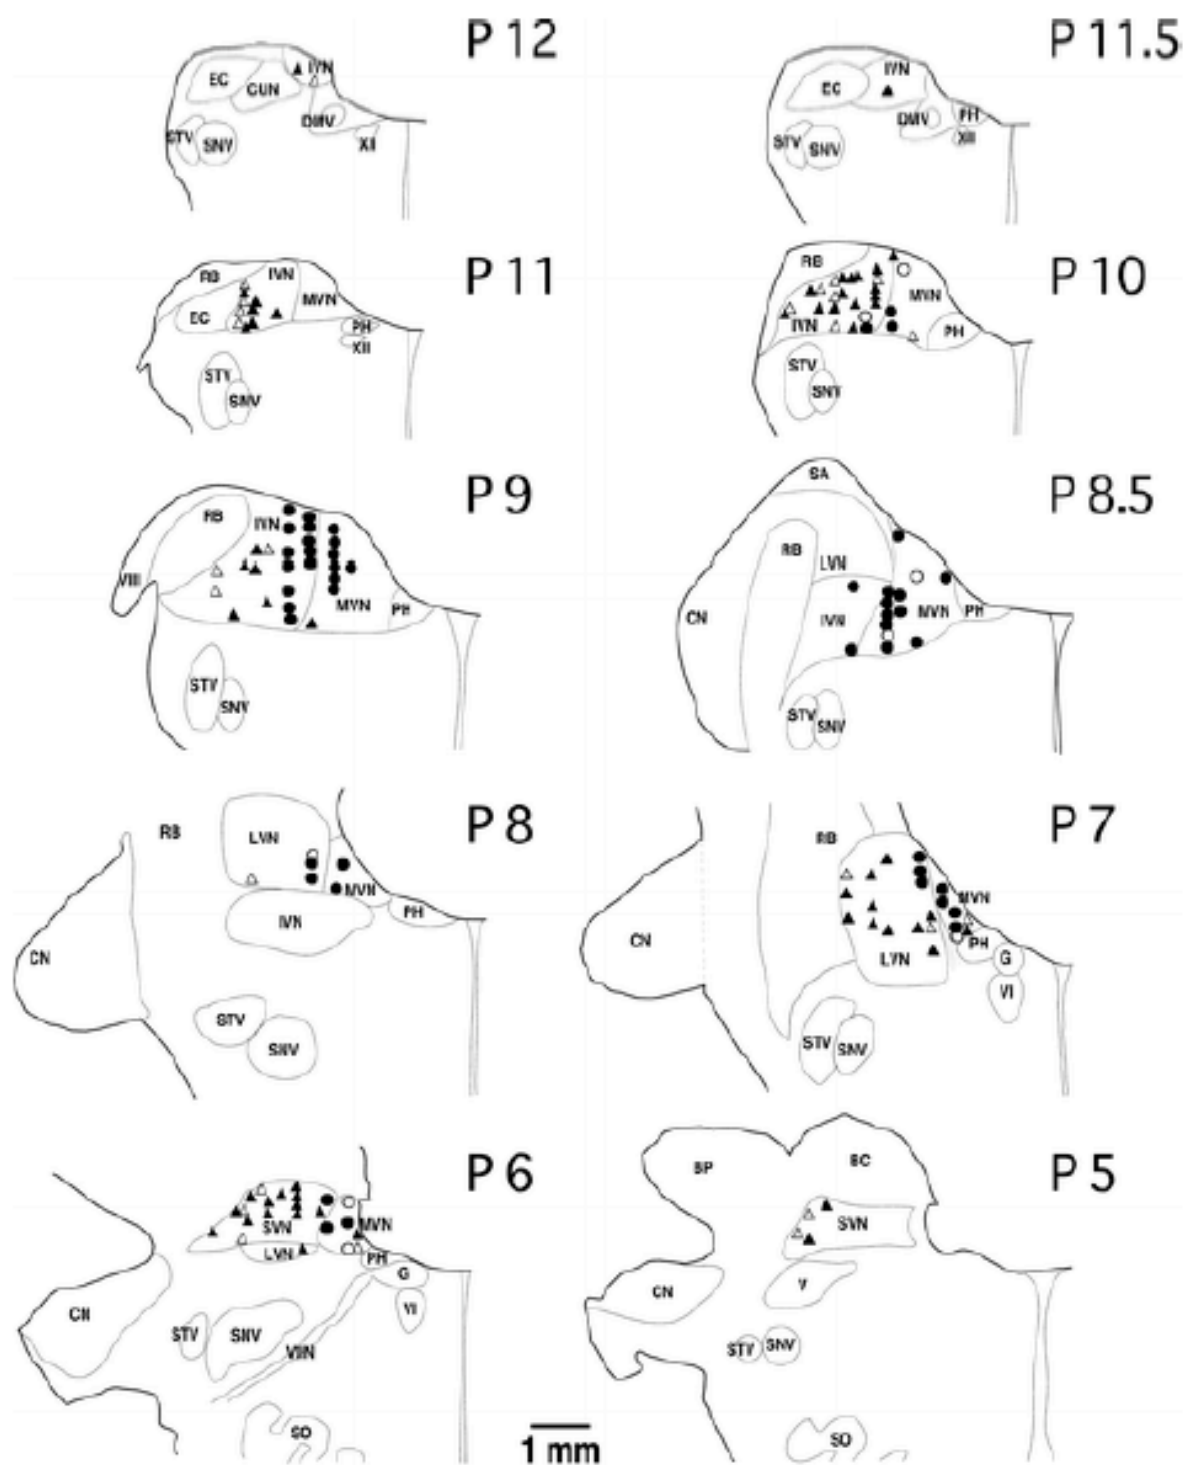 P 12
EC
CUN
IVN
DMV
STV
SNV
XII
P 11.5
EC
IVN
DMV
PH
XII
STV
SNV
P 11
RB
IVN
MVN
EC
PH
XII
STV
SNV
P 10
RB
MVN
IVN
PH
STV
SNV
P 9
RB
IVN
VIII
MVN
PH
STV
SNV
P 8.5
SA
RB
LVN
CN
IVN
MVN
PH
STV
SNV
P 8
RB
LVN
MVN
PH
IVN
CN
STV
SNV
P 7
RB
MVN
CN
LVN
PH
G
VI
STV
SNV
P 6
SVN
MVN
LVN
PH
G
CN
VI
STV
SNV
VIIN
SO
P 5
BP
BC
SVN
CN
V
STV
SNV
SO
1 mm